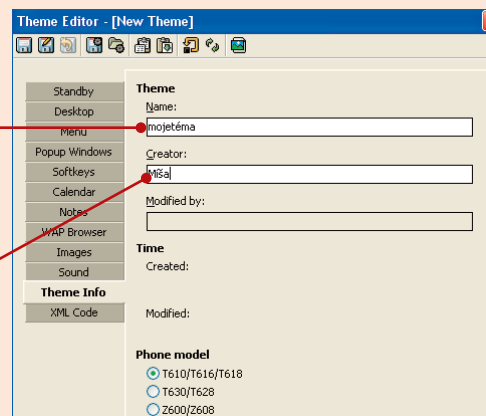 Theme Editor - [New Theme]
Standby
Desktop
Menu
Popup Windows
Softkeys
Calendar
Notes
WAP Browser
Images
Sound
Theme Info
XML Code
Theme
Name:
mojetéma
Creator:
Míša
Modified by:
Time
Created:
Modified:
Phone model
T610/T616/T618
T630/T628
Z600/Z608